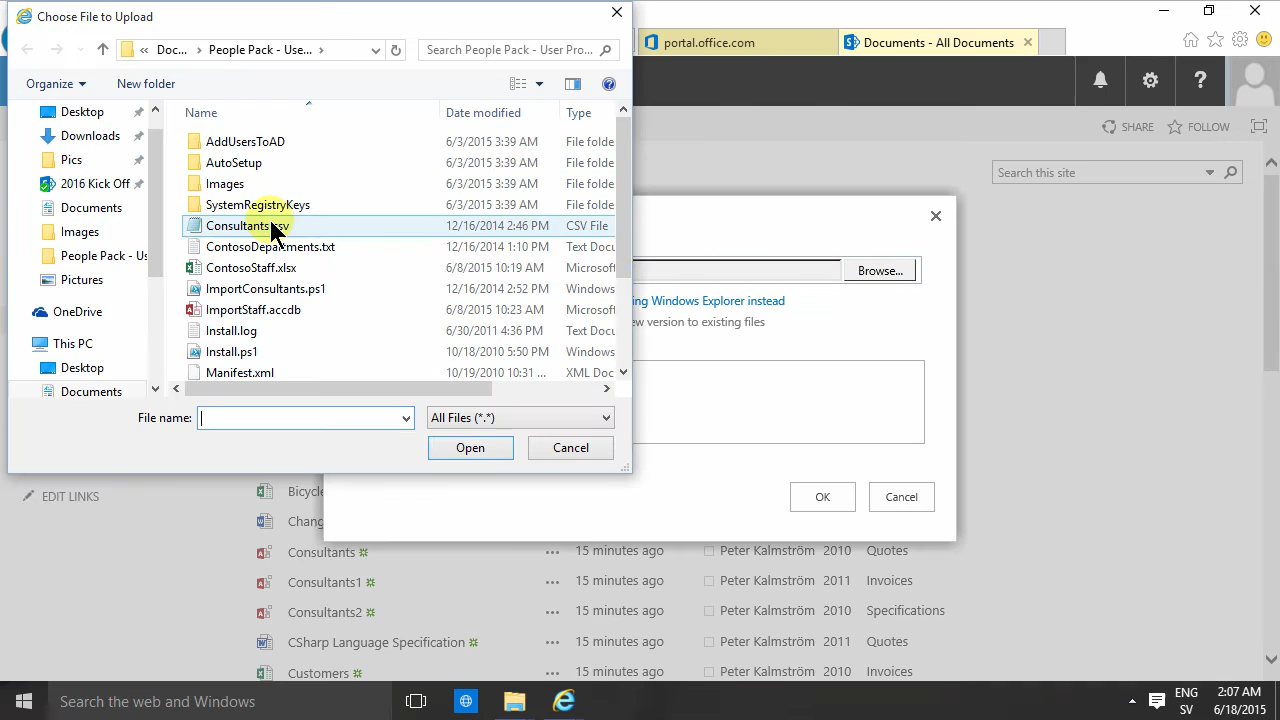 Choose File to Upload
« Doc... › People Pack - Use... ›
Search People Pack - User Pro...
portal.office.com
Documents - All Documents
Organize
New folder
?
SHARE
FOLLOW
Search this site
Name
Date modified
Type
Desktop
Downloads
Pics
2016 Kick Off
Documents
Images
People Pack - Us
Pictures
OneDrive
This PC
Desktop
Documents
AddUsersToAD 6/3/2015 3:39 AM File folde
AutoSetup 6/3/2015 3:39 AM File folde
Images 6/3/2015 3:39 AM File folde
SystemRegistryKeys 6/3/2015 3:39 AM File folde
Consultants.csv 12/16/2014 2:46 PM CSV File
ContosoDepartments.txt 12/16/2014 1:10 PM Text Docu
ContosoStaff.xlsx 6/8/2015 10:19 AM Microsof
ImportConsultants.ps1 12/16/2014 2:52 PM Windows
ImportStaff.accdb 6/8/2015 10:23 AM Microsof
Install.log 6/30/2011 4:36 PM Text Docu
Install.ps1 10/18/2010 5:50 PM Windows
Manifest.xml 10/19/2010 10:31 ... XML Doc
File name:
All Files (*.*)
Open
Cancel
Browse...
ng Windows Explorer instead
ew version to existing files
OK
Cancel
EDIT LINKS
Bicycle
Chang
Consultants ... 15 minutes ago Peter Kalmström 2010 Quotes
Consultants1 ... 15 minutes ago Peter Kalmström 2011 Invoices
Consultants2 ... 15 minutes ago Peter Kalmström 2010 Specifications
CSharp Language Specification ... 15 minutes ago Peter Kalmström 2011 Quotes
Customers ... 15 minutes ago Peter Kalmström 2010 Invoices
Search the web and Windows
ENG
SV
2:07 AM
6/18/2015